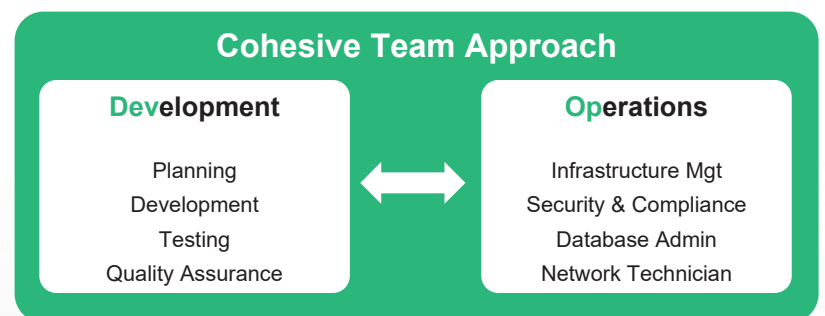 Cohesive Team Approach
Development
Planning
Development
Testing
Quality Assurance
Operations
Infrastructure Mgt
Security & Compliance
Database Admin
Network Technician